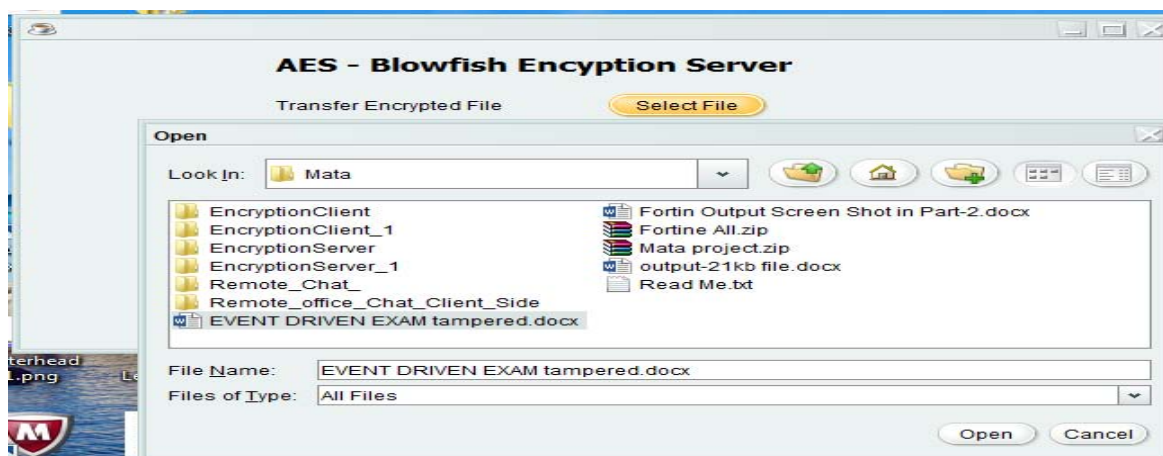 AES - Blowfish Encyption Server
Transfer Encrypted File Select File
Open
Look In: Mata
EncryptionClient
EncryptionClient_1
EncryptionServer
EncryptionServer_1
Remote_Chat_
Remote_office_Chat_Client_Side
EVENT DRIVEN EXAM tampered.docx
Fortin Output Screen Shot in Part-2.docx
Fortine All.zip
Mata project.zip
output-21kb file.docx
Read Me.txt
File Name: EVENT DRIVEN EXAM tampered.docx
Files of Type: All Files
Open Cancel
terhead
1.png